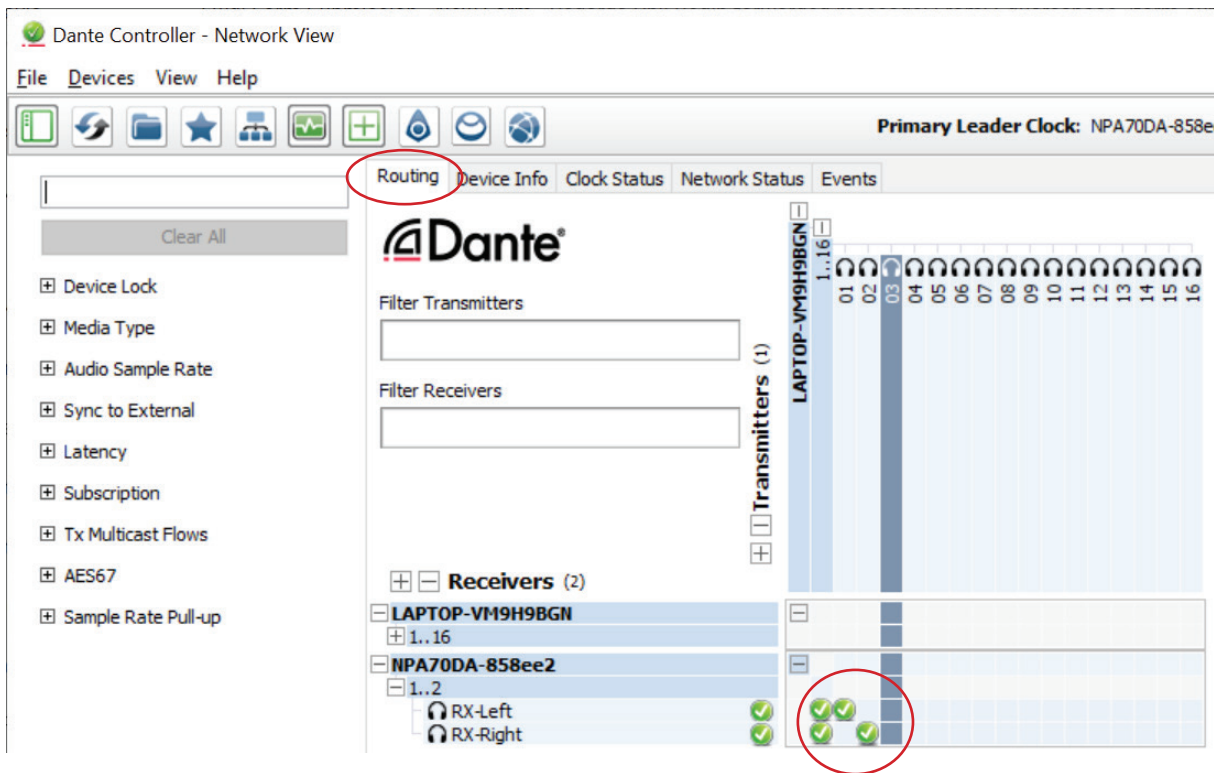 Dante Controller - Network View
File Devices View Help
Primary Leader Clock: NPA70DA-858e
Routing Device Info Clock Status Network Status Events
Clear All
Device Lock
Media Type
Audio Sample Rate
Sync to External
Latency
Subscription
Tx Multicast Flows
AES67
Sample Rate Pull-up
Dante®
Filter Transmitters
Filter Receivers
Transmitters (1)
LAPTOP-VM9H9BGN
1..16
01 02 03 04 05 06 07 08 09 10 11 12 13 14 15 16
Receivers (2)
LAPTOP-VM9H9BGN
1..16
NPA70DA-858ee2
1..2
RX-Left
RX-Right